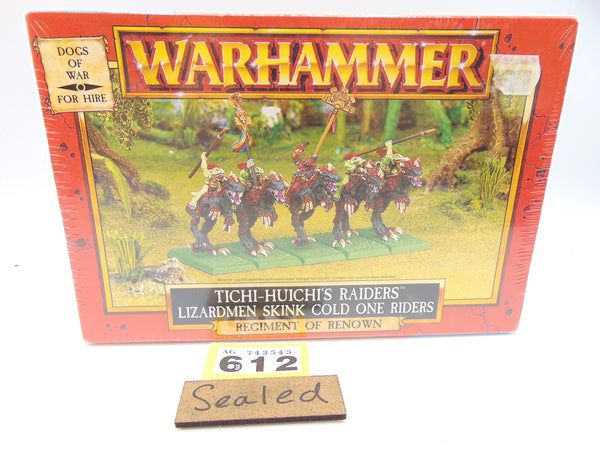 DOGS
OF
WAR
FOR HIRE
WARHAMMER
TICHI-HUICHI'S RAIDERS™
LIZARDMEN SKINK COLD ONE RIDERS
REGIMENT OF RENOWN
AG 743545
612
Sealed